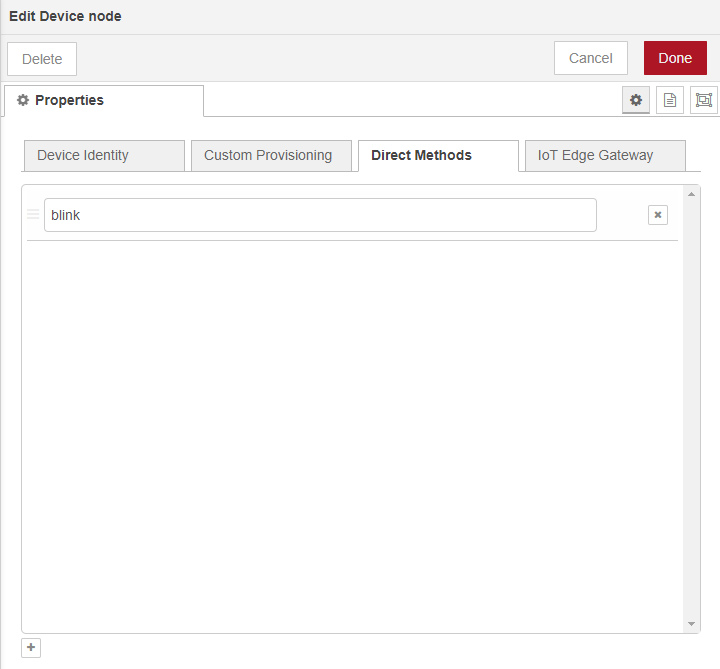 Edit Device node
Delete
Cancel
Done
Properties
Device Identity
Custom Provisioning
Direct Methods
IoT Edge Gateway
blink